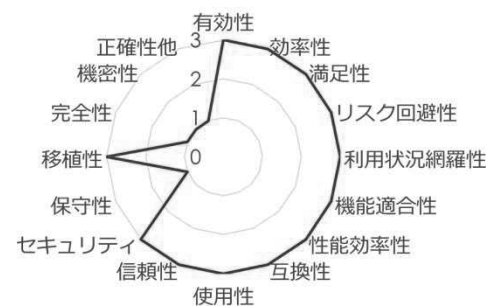 有効性
効率性
満足性
リスク回避性
利用状況網羅性
機能適合性
性能効率性
互換性
使用性
信頼性
セキュリティ
保守性
移植性
完全性
機密性
正確性他
3
2
1
0